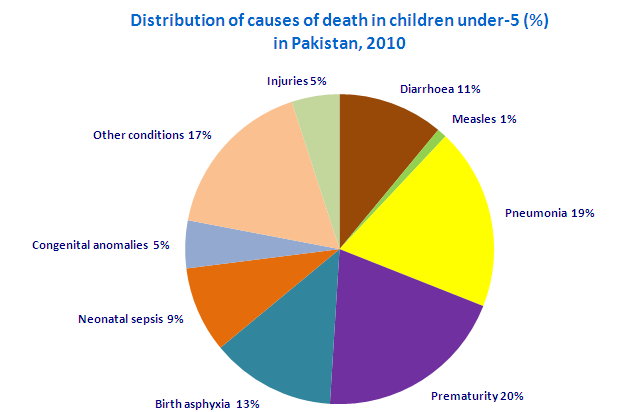 Distribution of causes of death in children under-5 (%)
in Pakistan, 2010
Injuries 5%
Diarrhoea 11%
Measles 1%
Other conditions 17%
Pneumonia 19%
Congenital anomalies 5%
Neonatal sepsis 9%
Prematurity 20%
Birth asphyxia 13%